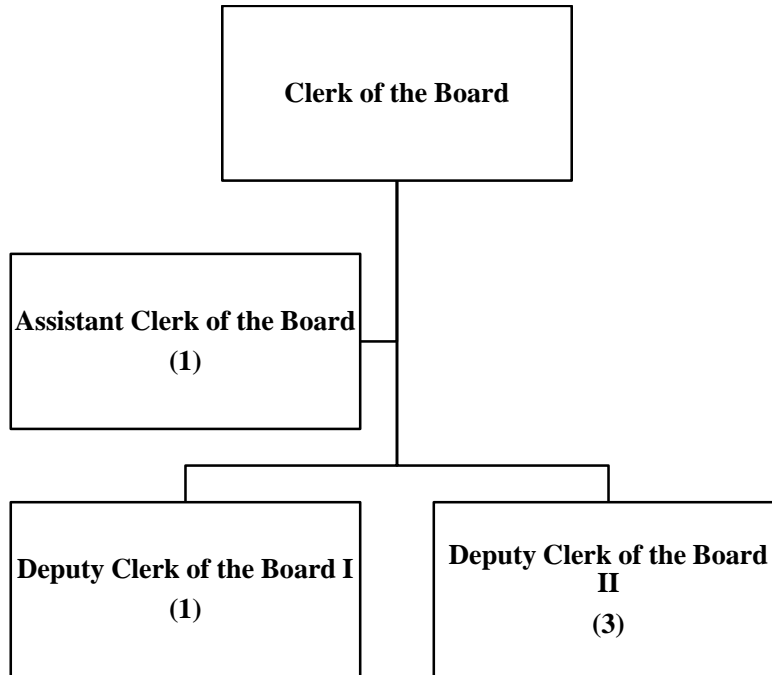 Clerk of the Board
Assistant Clerk of the Board
(1)
Deputy Clerk of the Board I
(1)
Deputy Clerk of the Board
II
(3)